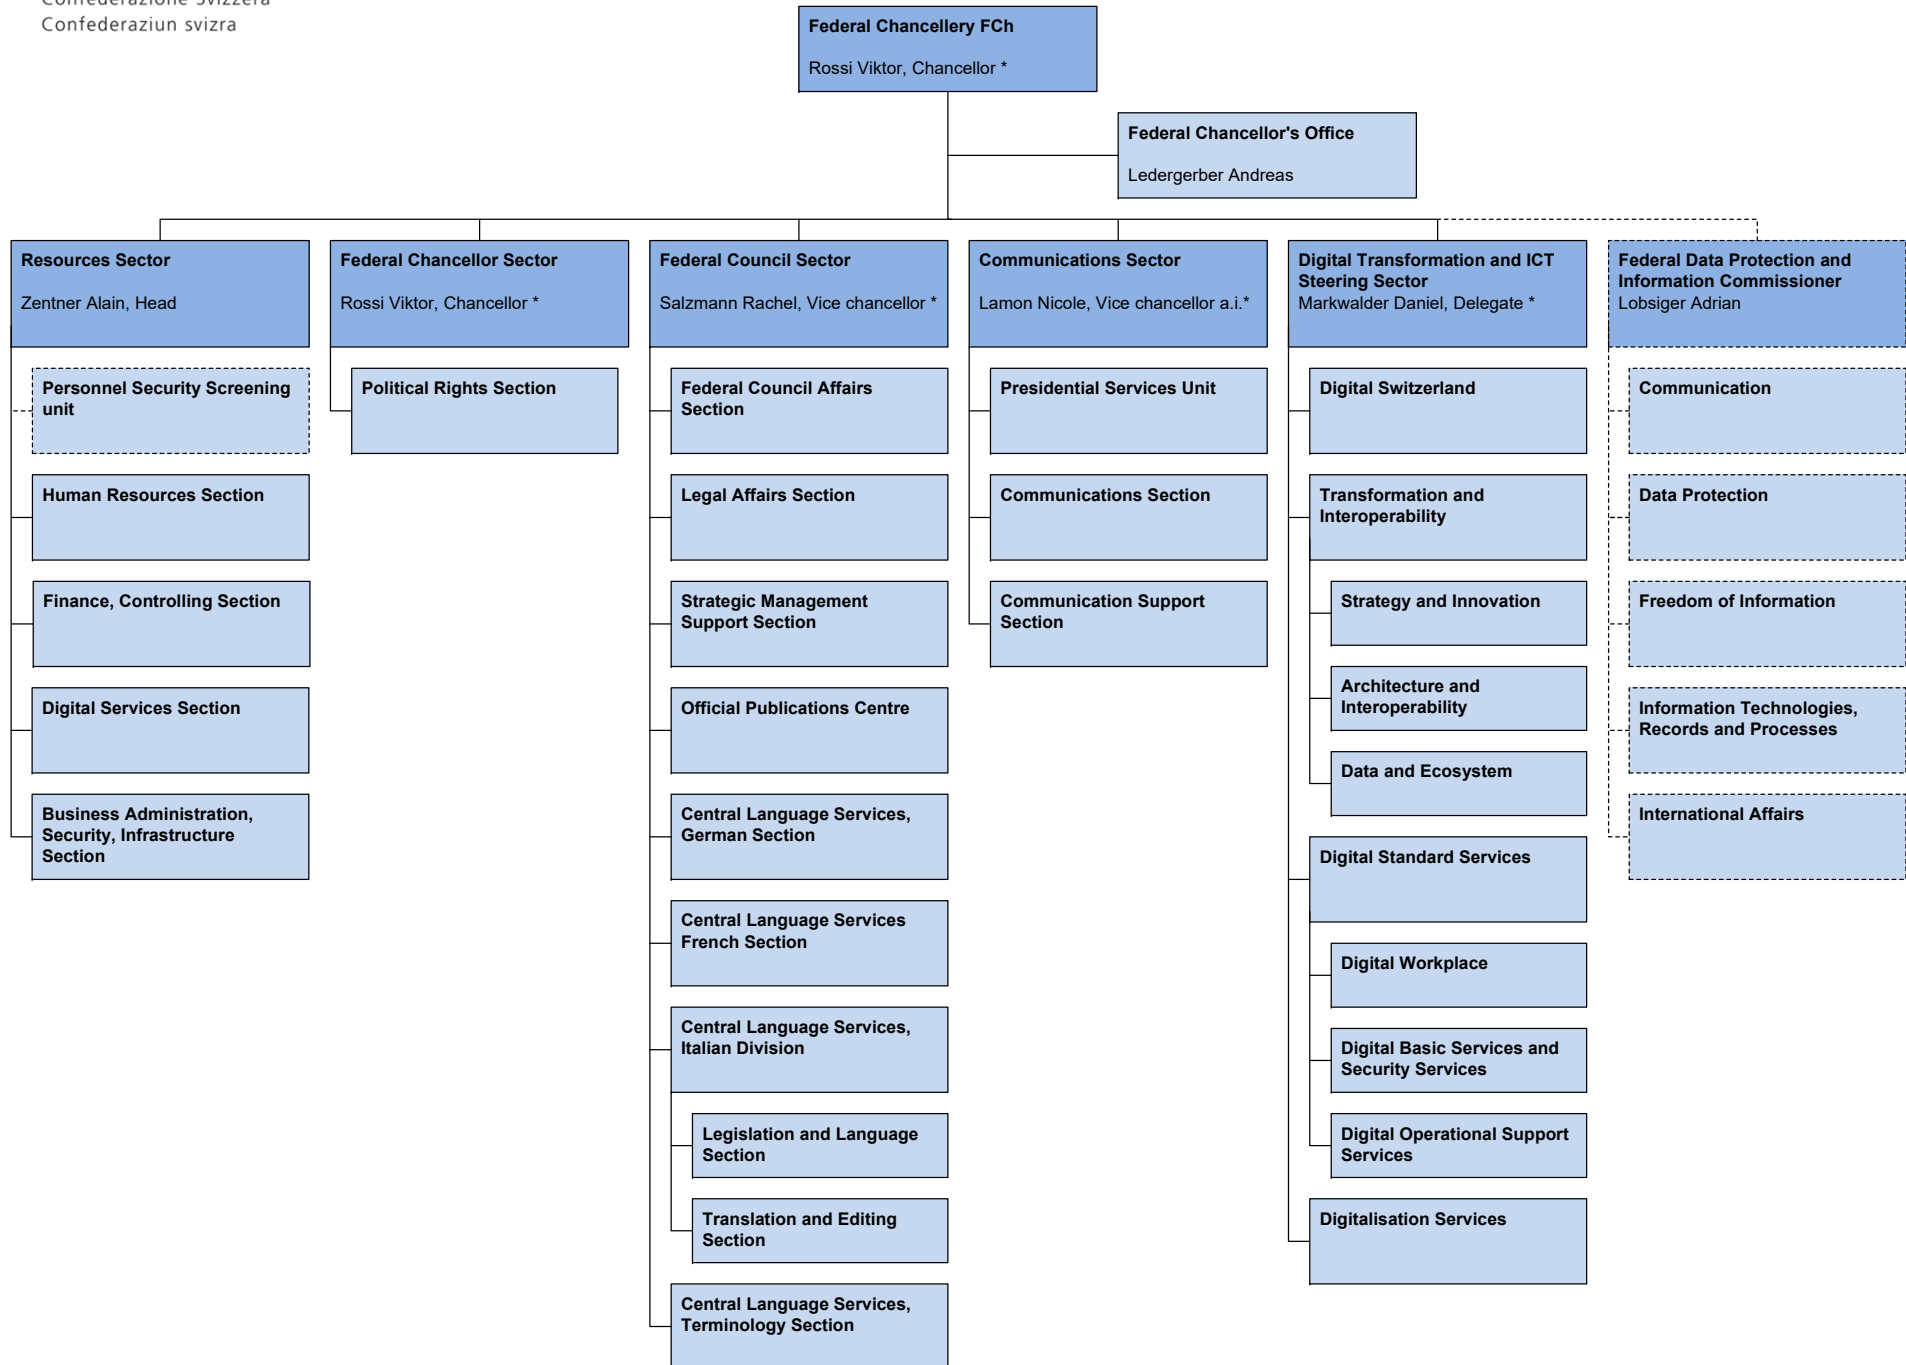 Confederazione Svizzera
Confederaziun svizra
Federal Chancellery FCh
Rossi Viktor, Chancellor *
Federal Chancellor's Office
Ledergerber Andreas
Resources Sector
Zentner Alain, Head
Personnel Security Screening
unit
Human Resources Section
Finance, Controlling Section
Digital Services Section
Business Administration,
Security, Infrastructure
Section
Federal Chancellor Sector
Rossi Viktor, Chancellor *
Political Rights Section
Federal Council Sector
Salzmann Rachel, Vice chancellor *
Federal Council Affairs
Section
Legal Affairs Section
Strategic Management
Support Section
Official Publications Centre
Central Language Services,
German Section
Central Language Services
French Section
Central Language Services,
Italian Division
Legislation and Language
Section
Translation and Editing
Section
Central Language Services,
Terminology Section
Communications Sector
Lamon Nicole, Vice chancellor a.i.*
Presidential Services Unit
Communications Section
Communication Support
Section
Digital Transformation and ICT
Steering Sector
Markwalder Daniel, Delegate *
Digital Switzerland
Transformation and
Interoperability
Strategy and Innovation
Architecture and
Interoperability
Data and Ecosystem
Digital Standard Services
Digital Workplace
Digital Basic Services and
Security Services
Digital Operational Support
Services
Digitalisation Services
Federal Data Protection and
Information Commissioner
Lobsiger Adrian
Communication
Data Protection
Freedom of Information
Information Technologies,
Records and Processes
International Affairs